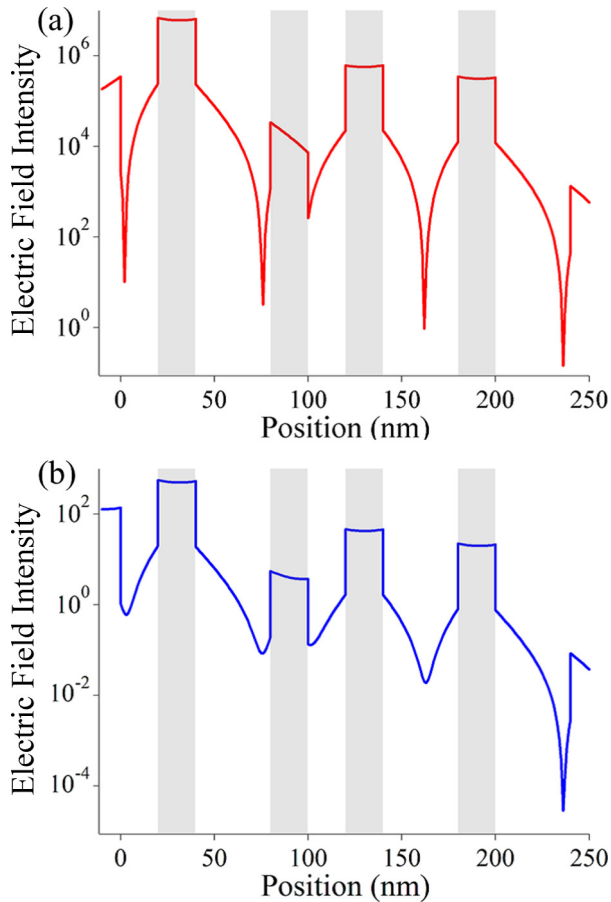 (a)
Electric Field Intensity
10^6
10^4
10^2
10^0
0 50 100 150 200 250
Position (nm)
(b)
Electric Field Intensity
10^2
10^0
10^-2
10^-4
0 50 100 150 200 250
Position (nm)